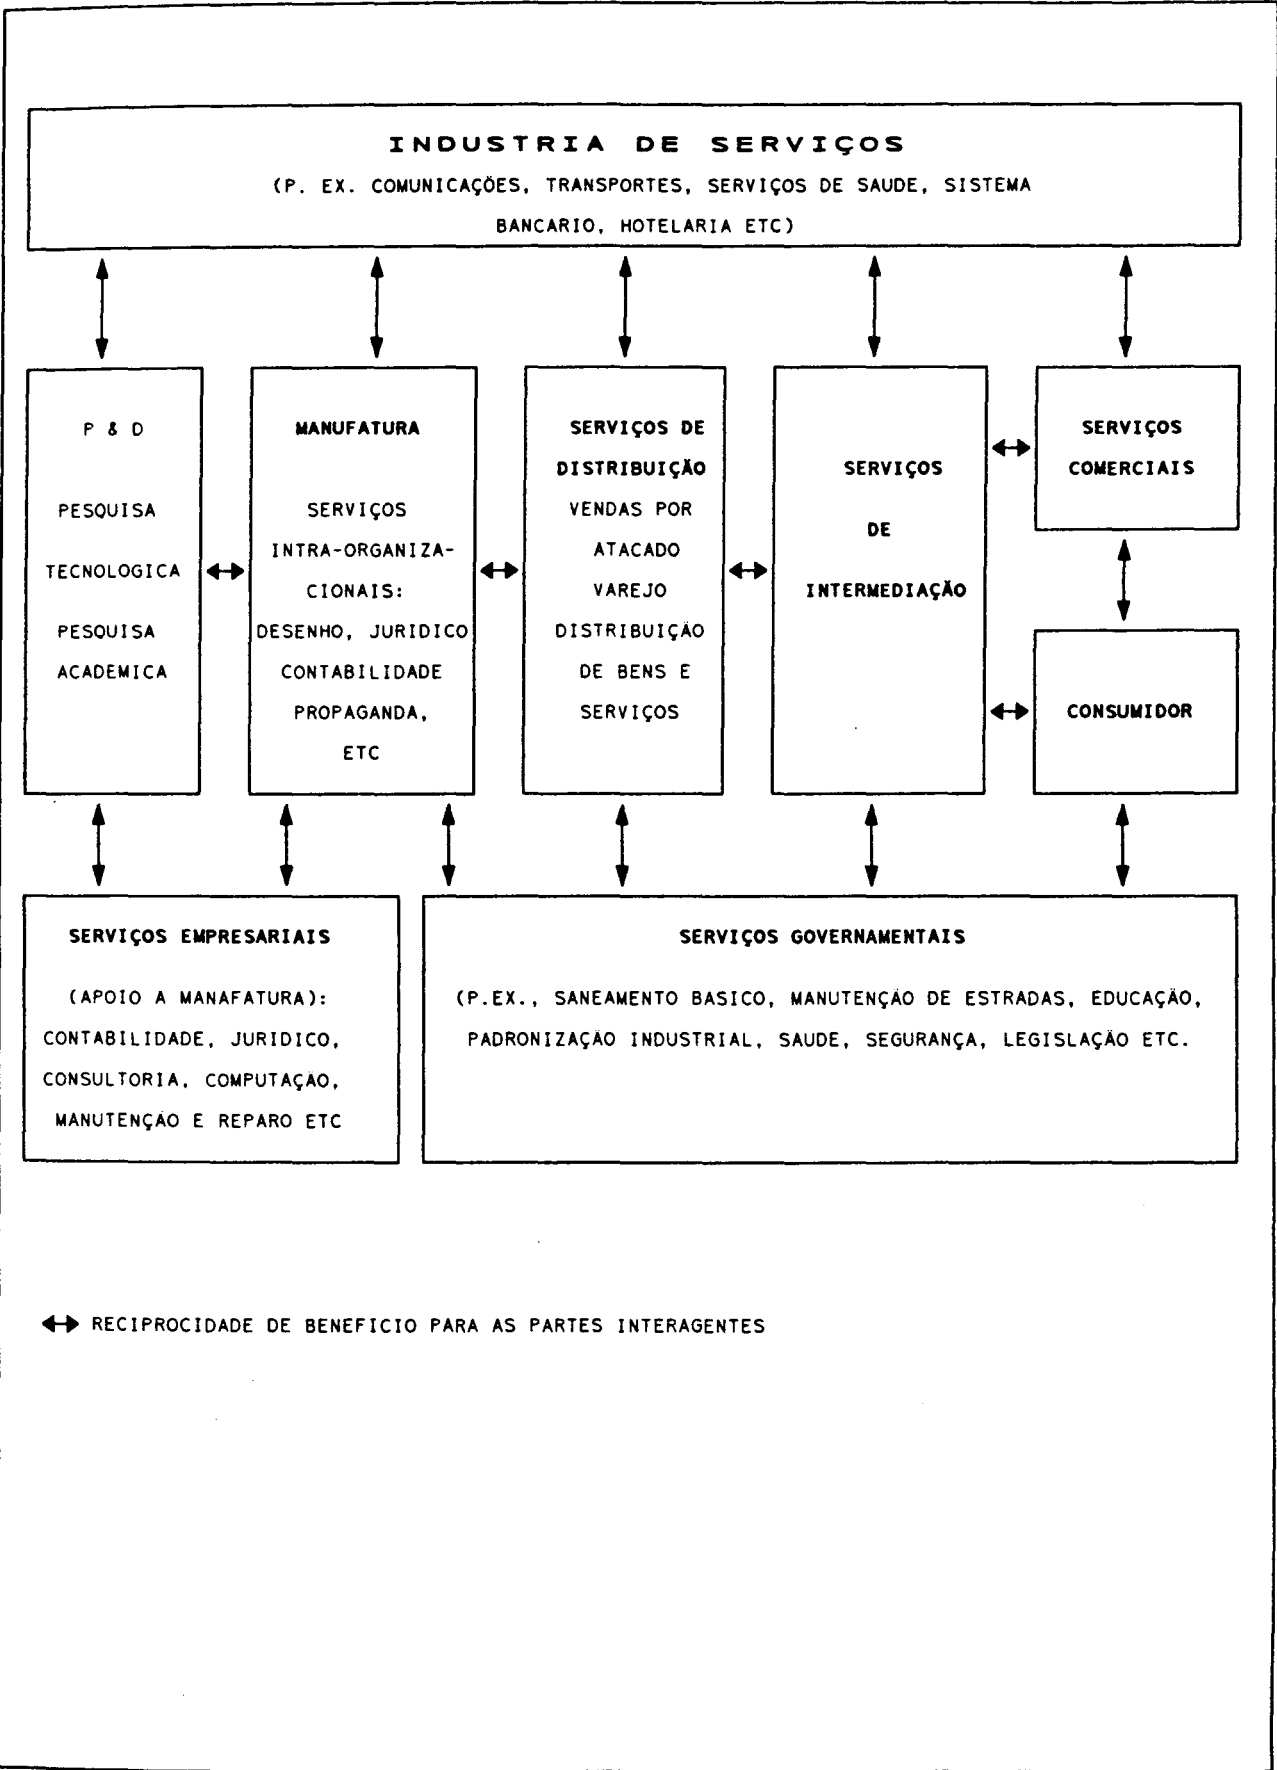 INDUSTRIA DE SERVIÇOS
(P. EX. COMUNICAÇÕES, TRANSPORTES, SERVIÇOS DE SAUDE, SISTEMA
BANCARIO, HOTELARIA ETC)
P & D
PESQUISA
TECNOLOGICA
PESQUISA
ACADEMICA
MANUFATURA
SERVIÇOS
INTRA-ORGANIZA-
CIONAIS:
DESENHO, JURIDICO
CONTABILIDADE
PROPAGANDA,
ETC
SERVIÇOS DE
DISTRIBUIÇÃO
VENDAS POR
ATACADO
VAREJO
DISTRIBUIÇÃO
DE BENS E
SERVIÇOS
SERVIÇOS
DE
INTERMEDIAÇÃO
SERVIÇOS
COMERCIAIS
CONSUMIDOR
SERVIÇOS EMPRESARIAIS
(APOIO A MANAFATURA):
CONTABILIDADE, JURIDICO,
CONSULTORIA, COMPUTAÇÃO,
MANUTENÇÃO E REPARO ETC
SERVIÇOS GOVERNAMENTAIS
(P.EX., SANEAMENTO BASICO, MANUTENÇÃO DE ESTRADAS, EDUCAÇÃO,
PADRONIZAÇÃO INDUSTRIAL, SAUDE, SEGURANÇA, LEGISLAÇÃO ETC.
RECIPROCIDADE DE BENEFICIO PARA AS PARTES INTERAGENTES